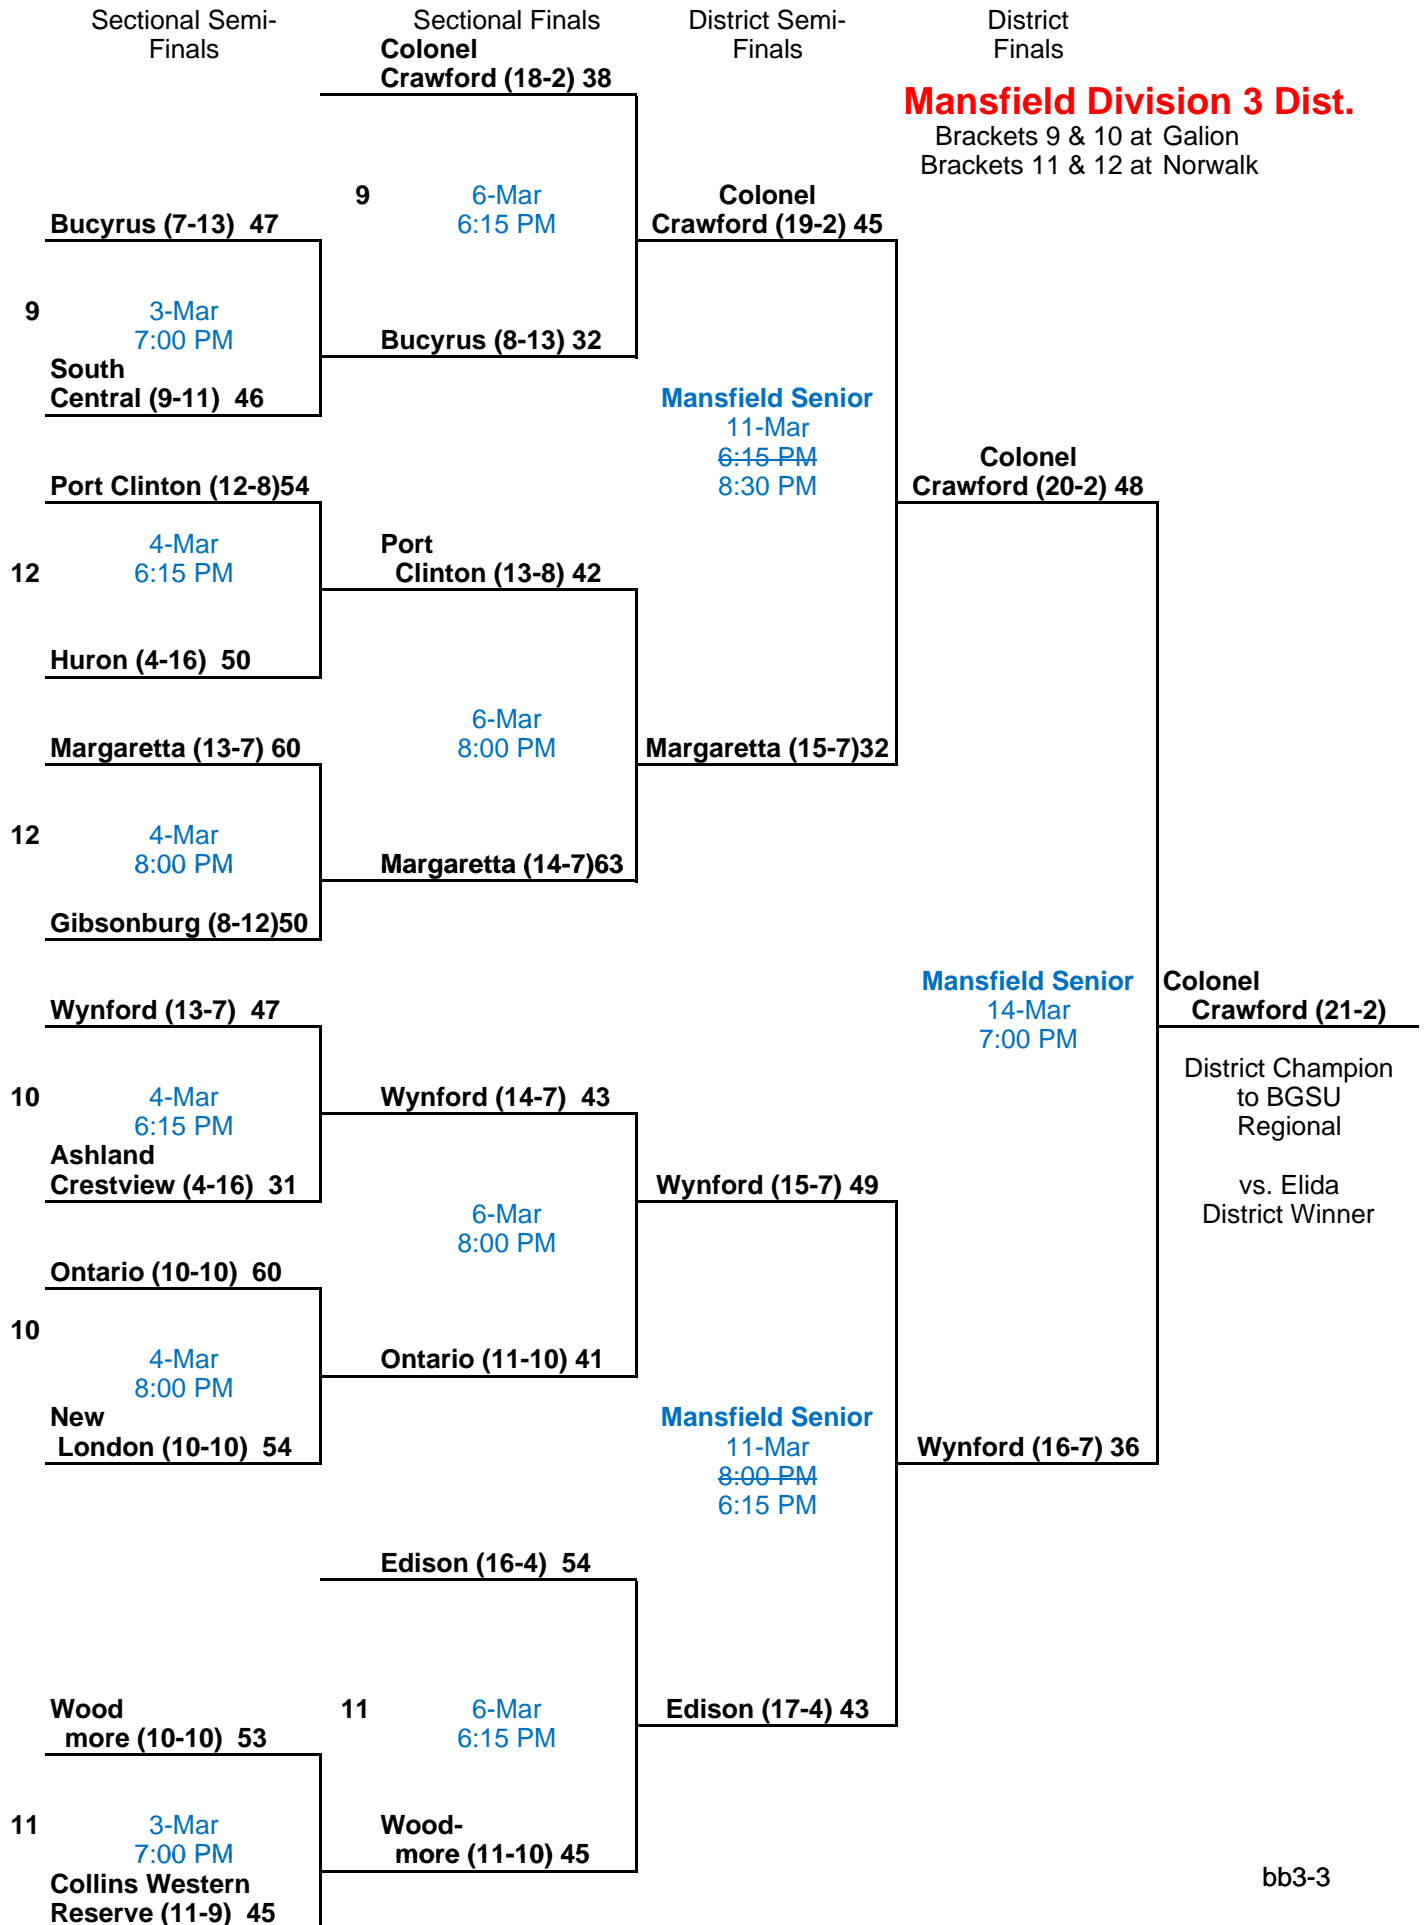 Sectional Semi-
Finals
Sectional Finals
District Semi-
Finals
District
Finals
Mansfield Division 3 Dist.
Brackets 9 & 10 at Galion
Brackets 11 & 12 at Norwalk
Colonel
Crawford (18-2) 38
9
6-Mar
6:15 PM
Colonel
Crawford (19-2) 45
Bucyrus (7-13) 47
9
3-Mar
7:00 PM
Bucyrus (8-13) 32
South
Central (9-11) 46
Mansfield Senior
11-Mar
6:15 PM
8:30 PM
Colonel
Crawford (20-2) 48
Port Clinton (12-8)54
12
4-Mar
6:15 PM
Port
Clinton (13-8) 42
Huron (4-16) 50
6-Mar
8:00 PM
Margaretta (13-7) 60
Margaretta (15-7)32
12
4-Mar
8:00 PM
Margaretta (14-7)63
Gibsonburg (8-12)50
Mansfield Senior
14-Mar
7:00 PM
Colonel
Crawford (21-2)
District Champion
to BGSU
Regional
vs. Elida
District Winner
Wynford (13-7) 47
10
4-Mar
6:15 PM
Wynford (14-7) 43
Ashland
Crestview (4-16) 31
Wynford (15-7) 49
6-Mar
8:00 PM
Ontario (10-10) 60
10
4-Mar
8:00 PM
Ontario (11-10) 41
New
London (10-10) 54
Mansfield Senior
11-Mar
8:00 PM
6:15 PM
Wynford (16-7) 36
Edison (16-4) 54
Wood
more (10-10) 53
11
6-Mar
6:15 PM
Edison (17-4) 43
11
3-Mar
7:00 PM
Wood-
more (11-10) 45
Collins Western
Reserve (11-9) 45
bb3-3